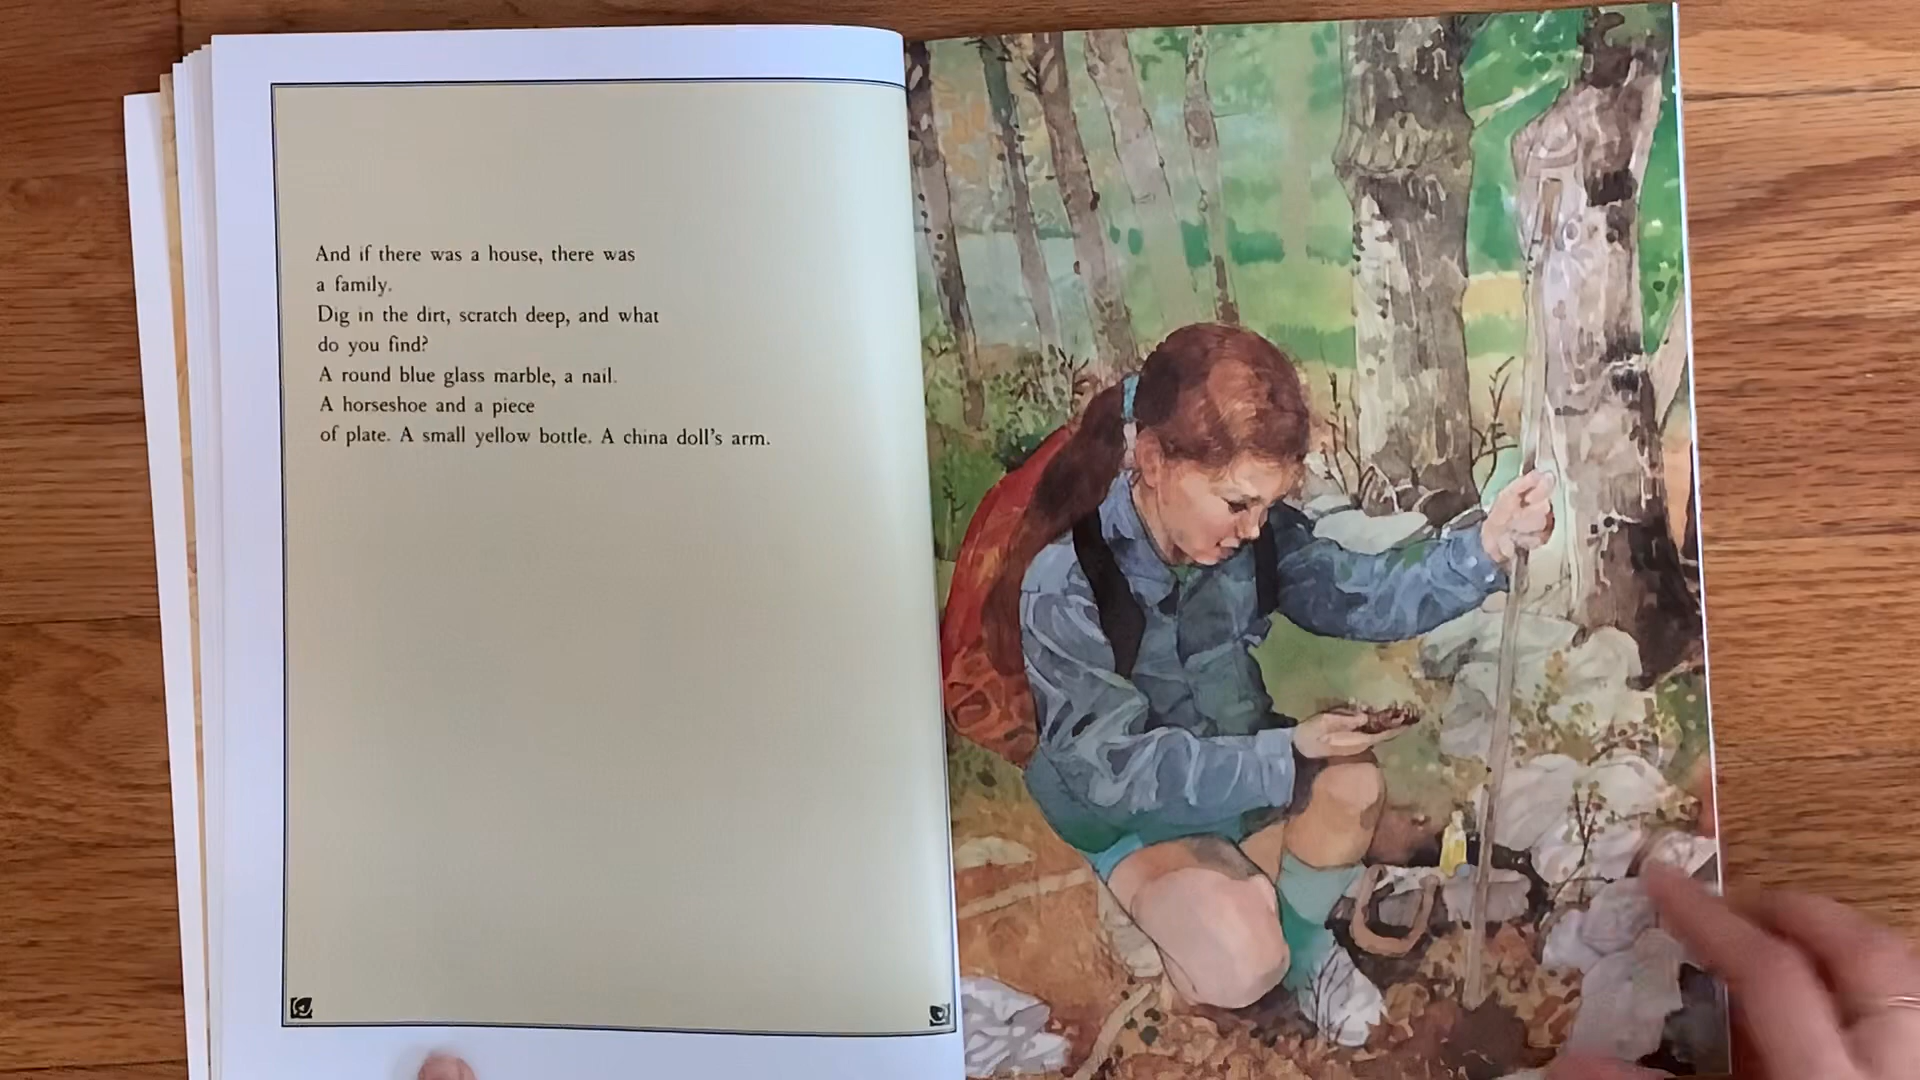 And if there was a house, there was
a family.
Dig in the dirt, scratch deep, and what
do you find?
A round blue glass marble, a nail.
A horseshoe and a piece
of plate. A small yellow bottle. A china doll's arm.